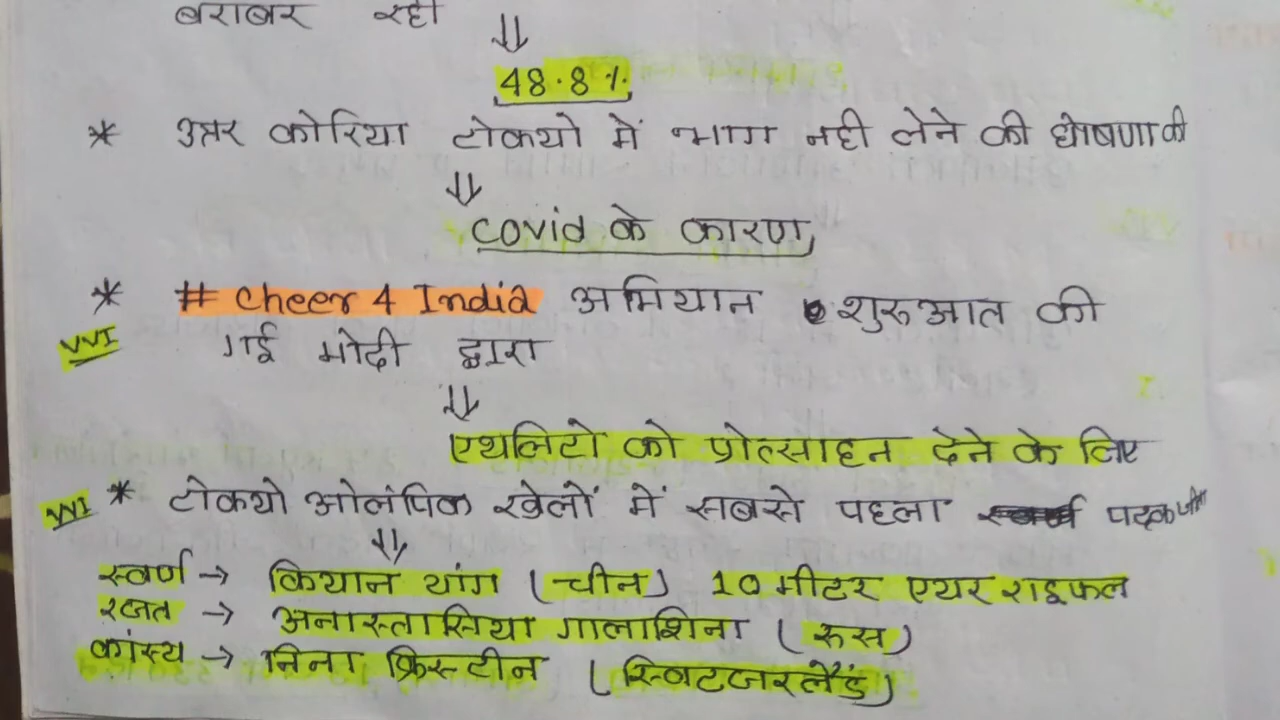 बराबर रही
48.8%
* उत्तर कोरिया टोक्यो में भाग नही लेने की घोषणा की
covid के कारण
* # cheer 4 India अभियान शुरुआत की
VVI गई मोदी द्वारा
एथलिटो को प्रोत्साहन देने के लिए
VVI * टोक्यो ओलंपिक खेलों में सबसे पहला पदक
स्वर्ण → कियान यांग (चीन) 10 मीटर एयर राइफल
रजत → अनास्तासिया गालाशिना (रूस)
कांस्य → निना क्रिस्टीन (स्विटजरलैंड)